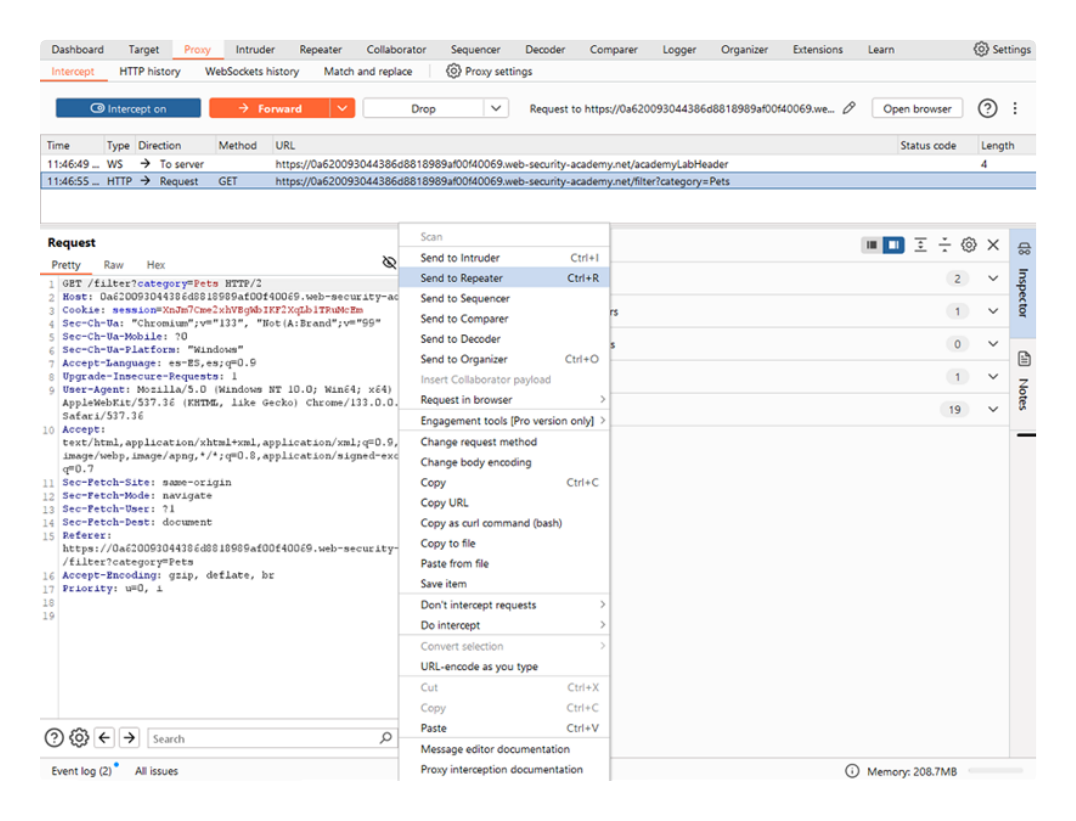 Dashboard Target Proxy Intruder Repeater Collaborator Sequencer Decoder Comparer Logger Organizer Extensions Learn Settings
Intercept HTTP history WebSockets history Match and replace Proxy settings
Intercept on Forward Drop Request to https://0a620093044386d8818989af00f40069.we... Open browser
Time Type Direction Method URL Status code Length
11:46:49 ... WS → To server https://0a620093044386d8818989af00f40069.web-security-academy.net/academyLabHeader 4
11:46:55 ... HTTP → Request GET https://0a620093044386d8818989af00f40069.web-security-academy.net/filter?category=Pets
Request
Pretty Raw Hex
1 GET /filter?category=Pets HTTP/2
2 Host: 0a620093044386d8818989af00f40069.web-security-ac
3 Cookie: session=XnJm7Cme2xhVBgWbIKF2XqLb1TRuMcEm
4 Sec-Ch-Ua: "Chromium";v="133", "Not(A:Brand";v="99"
5 Sec-Ch-Ua-Mobile: ?0
6 Sec-Ch-Ua-Platform: "Windows"
7 Accept-Language: es-ES,es;q=0.9
8 Upgrade-Insecure-Requests: 1
9 User-Agent: Mozilla/5.0 (Windows NT 10.0; Win64; x64)
AppleWebKit/537.36 (KHTML, like Gecko) Chrome/133.0.0.
Safari/537.36
10 Accept:
text/html,application/xhtml+xml,application/xml;q=0.9,
image/webp,image/apng,*/*;q=0.8,application/signed-exc
q=0.7
11 Sec-Fetch-Site: same-origin
12 Sec-Fetch-Mode: navigate
13 Sec-Fetch-User: ?1
14 Sec-Fetch-Dest: document
15 Referer:
https://0a620093044386d8818989af00f40069.web-security-
/filter?category=Pets
16 Accept-Encoding: gzip, deflate, br
17 Priority: u=0, i
18
19
Scan
Send to Intruder Ctrl+I
Send to Repeater Ctrl+R
Send to Sequencer
Send to Comparer
Send to Decoder
Send to Organizer Ctrl+O
Insert Collaborator payload
Request in browser >
Engagement tools [Pro version only] >
Change request method
Change body encoding
Copy Ctrl+C
Copy URL
Copy as curl command (bash)
Copy to file
Paste from file
Save item
Don't intercept requests >
Do intercept >
Convert selection >
URL-encode as you type
Cut Ctrl+X
Copy Ctrl+C
Paste Ctrl+V
Message editor documentation
Proxy interception documentation
2
rs 1
s 0
1
19
Inspector
Notes
Search
Event log (2) All issues Memory: 208.7MB